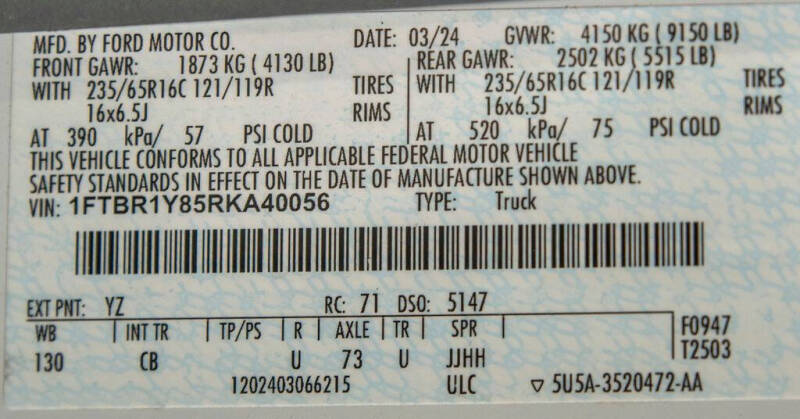 MFD. BY FORD MOTOR CO. DATE: 03/24 GVWR: 4150 KG ( 9150 LB)
FRONT GAWR: 1873 KG ( 4130 LB) REAR GAWR: 2502 KG ( 5515 LB)
WITH 235/65R16C 121/119R TIRES WITH 235/65R16C 121/119R TIRES
16x6.5J RIMS 16x6.5J RIMS
AT 390 kPa/ 57 PSI COLD AT 520 kPa/ 75 PSI COLD
THIS VEHICLE CONFORMS TO ALL APPLICABLE FEDERAL MOTOR VEHICLE
SAFETY STANDARDS IN EFFECT ON THE DATE OF MANUFACTURE SHOWN ABOVE.
VIN: 1FTBR1Y85RKA40056 TYPE: Truck
EXT PNT: YZ RC: 71 DSO: 5147
WB INT TR TP/PS R AXLE TR SPR F0947
130 CB U 73 U JJHH T2503
1202403066215 ULC ▽ 5U5A-3520472-AA